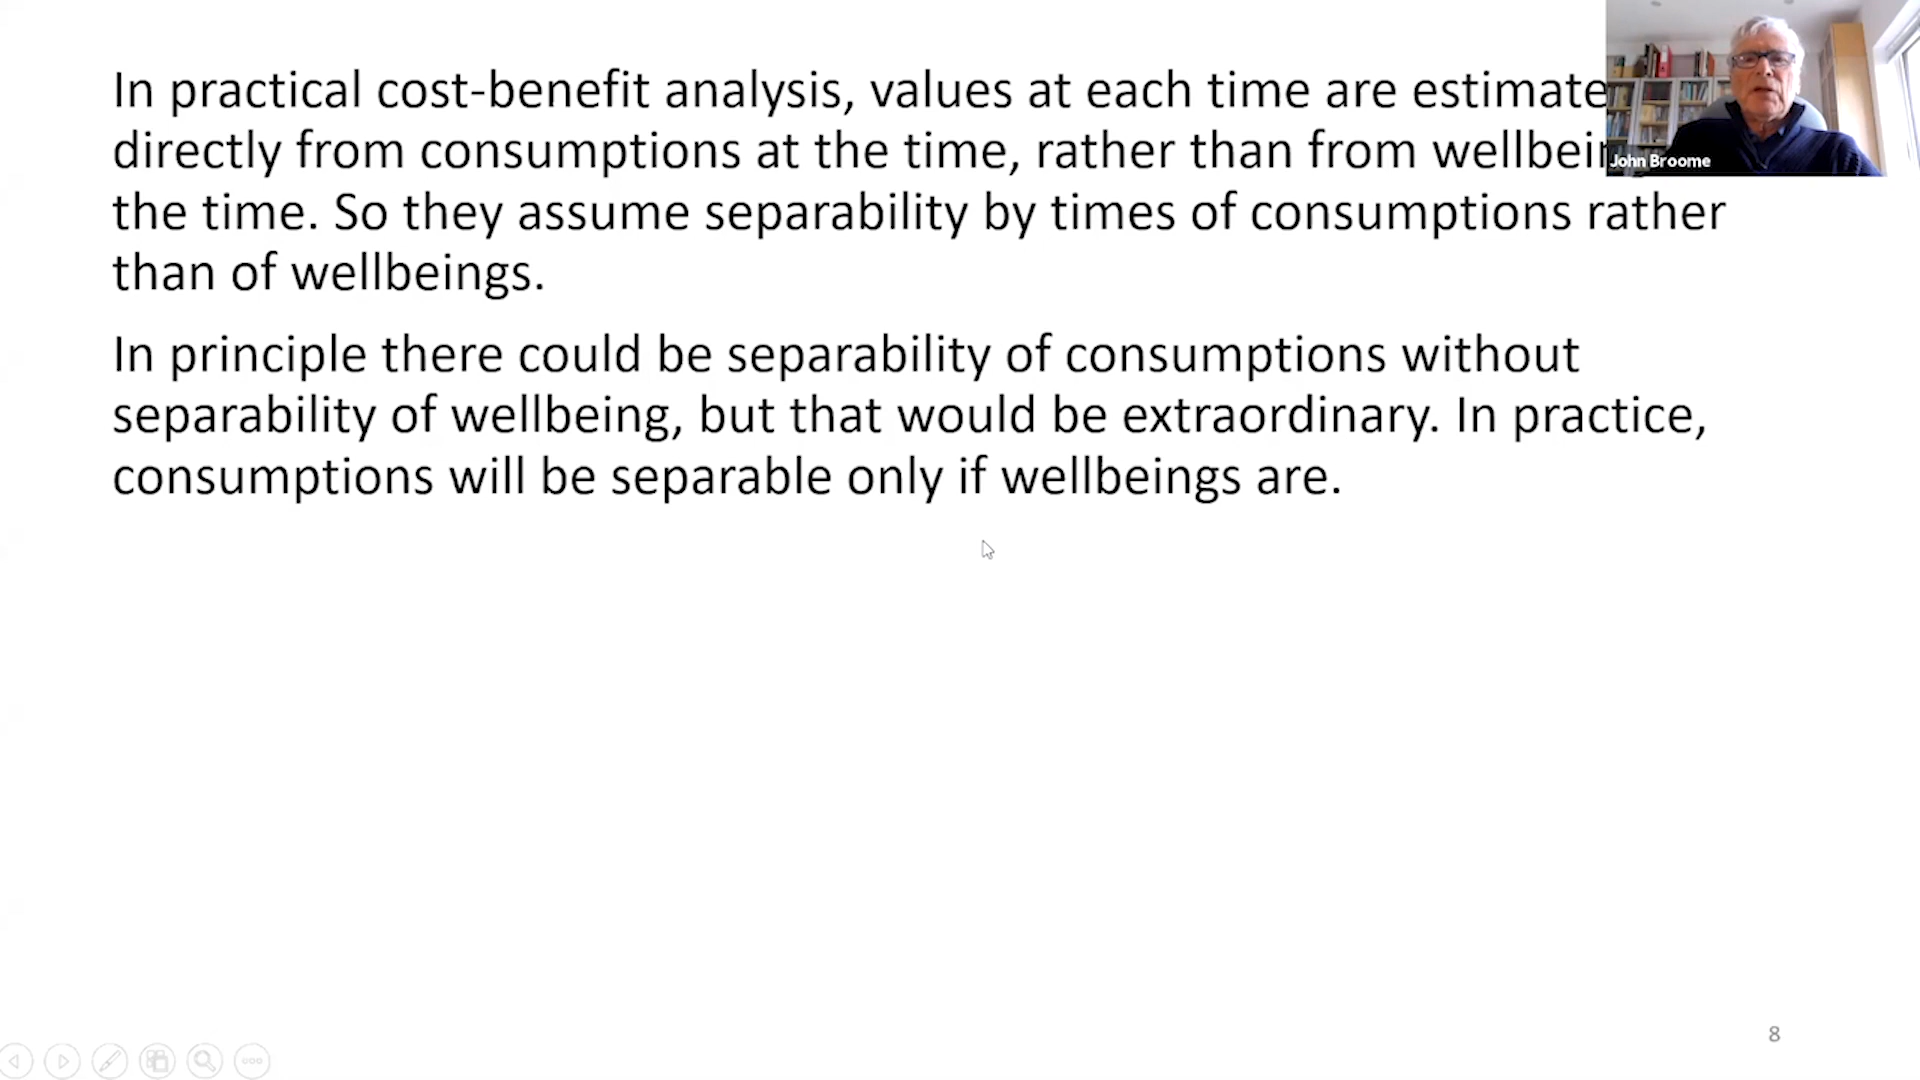 In practical cost-benefit analysis, values at each time are estimate
directly from consumptions at the time, rather than from wellbein
the time. So they assume separability by times of consumptions rather
than of wellbeings.
In principle there could be separability of consumptions without
separability of wellbeing, but that would be extraordinary. In practice,
consumptions will be separable only if wellbeings are.
John Broome
8